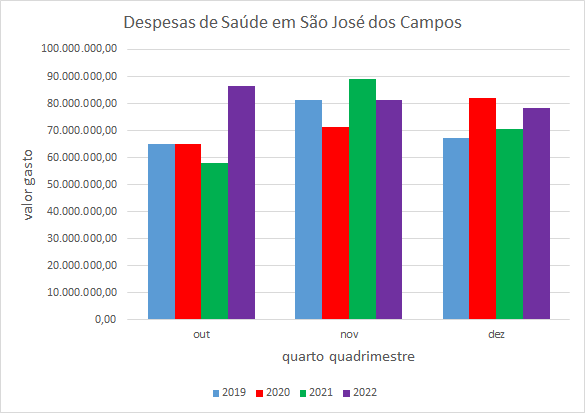 Despesas de Saúde em São José dos Campos
100.000.000,00
90.000.000,00
80.000.000,00
70.000.000,00
60.000.000,00
50.000.000,00
40.000.000,00
30.000.000,00
20.000.000,00
10.000.000,00
0,00
valor gasto
out nov dez
quarto quadrimestre
2019 2020 2021 2022